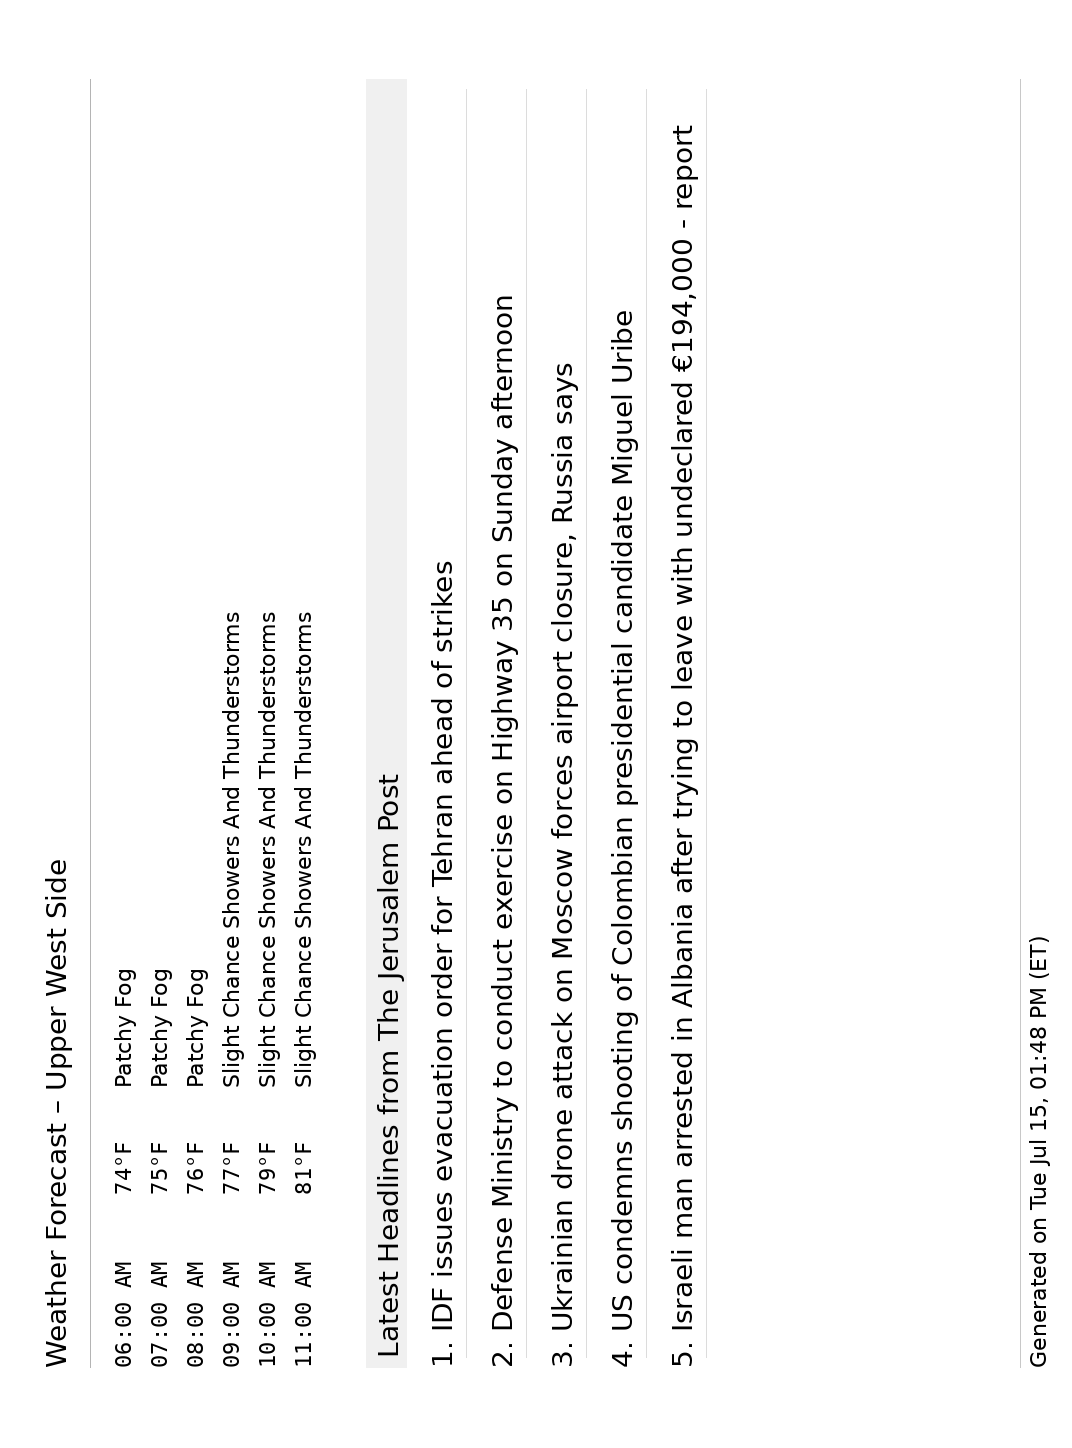 Weather Forecast – Upper West Side
06:00 AM 74°F Patchy Fog
07:00 AM 75°F Patchy Fog
08:00 AM 76°F Patchy Fog
09:00 AM 77°F Slight Chance Showers And Thunderstorms
10:00 AM 79°F Slight Chance Showers And Thunderstorms
11:00 AM 81°F Slight Chance Showers And Thunderstorms
Latest Headlines from The Jerusalem Post
1. IDF issues evacuation order for Tehran ahead of strikes
2. Defense Ministry to conduct exercise on Highway 35 on Sunday afternoon
3. Ukrainian drone attack on Moscow forces airport closure, Russia says
4. US condemns shooting of Colombian presidential candidate Miguel Uribe
5. Israeli man arrested in Albania after trying to leave with undeclared €194,000 - report
Generated on Tue Jul 15, 01:48 PM (ET)